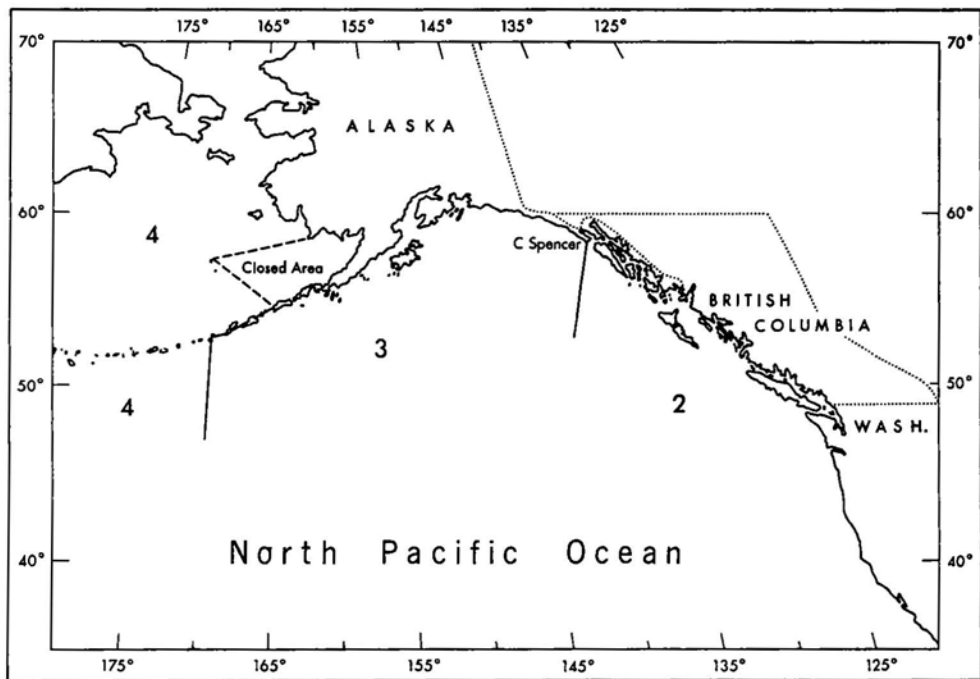 175° 165° 155° 145° 135° 125°
70° 70°
ALASKA
60° 60°
4
C Spencer
Closed Area
BRITISH
COLUMBIA
3
50° 50°
4 2
WASH.
North Pacific Ocean
40° 40°
175° 165° 155° 145° 135° 125°